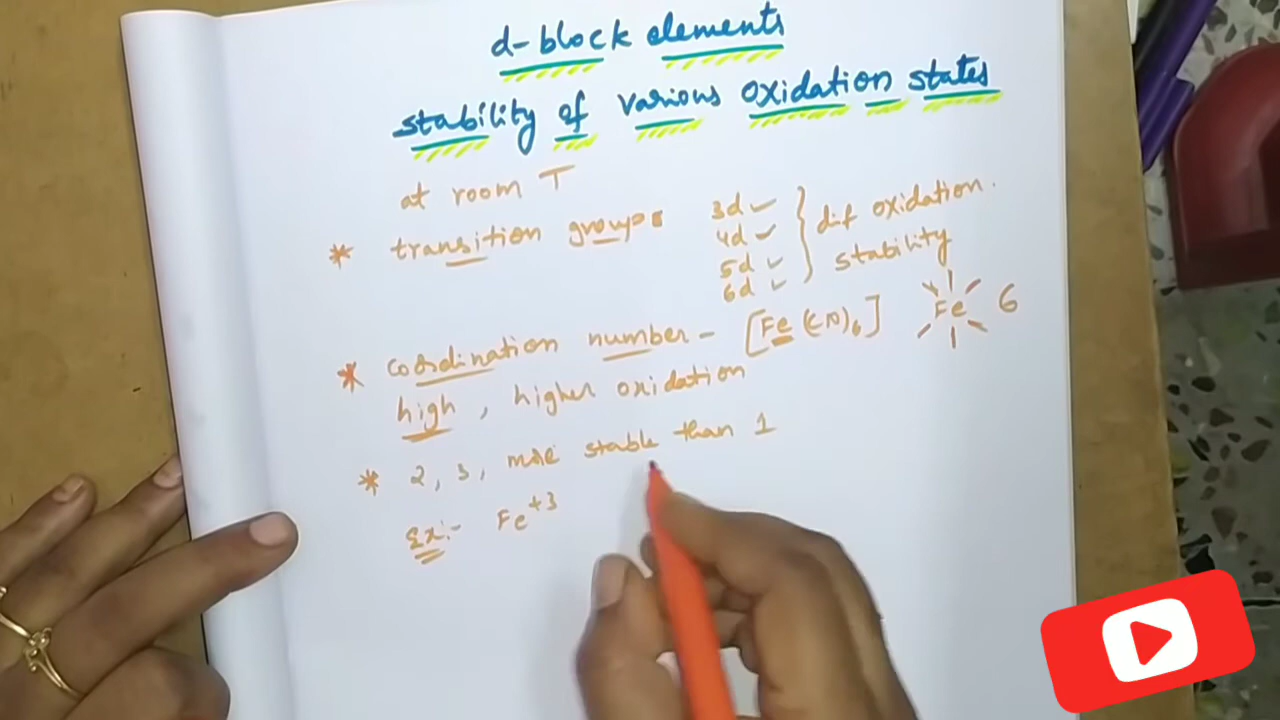 d-block elements
stability of various oxidation states
at room T
* transition groups
3d ✓
4d ✓
5d ✓
6d ✓
dif oxidation.
stability
* coordination number - [Fe (CN)6]
Fe 6
high, higher oxidation
* 2, 3, more stable than 1
Ex:- Fe+3